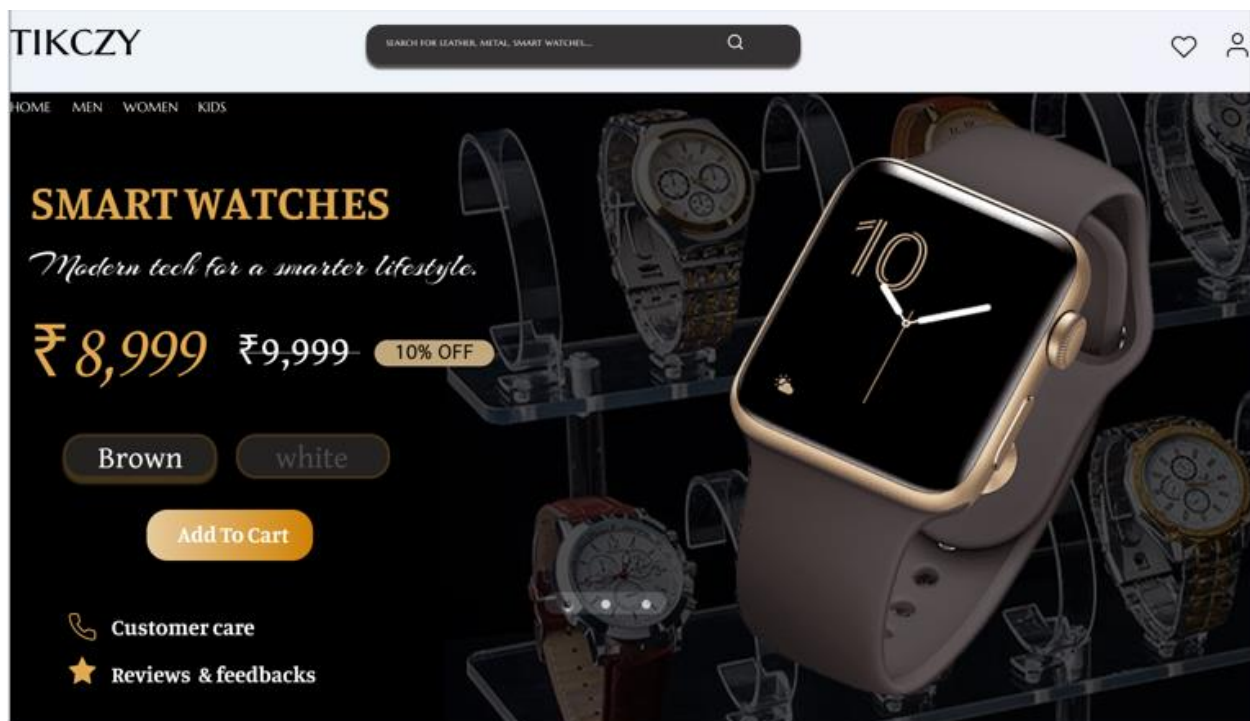 TIKCZY
SEARCH FOR LEATHER, METAL, SMART WATCHES...
HOME MEN WOMEN KIDS
SMART WATCHES
Modern tech for a smarter lifestyle.
₹8,999 ₹9,999 10% OFF
10
Brown white
Add To Cart
Customer care
Reviews & feedbacks